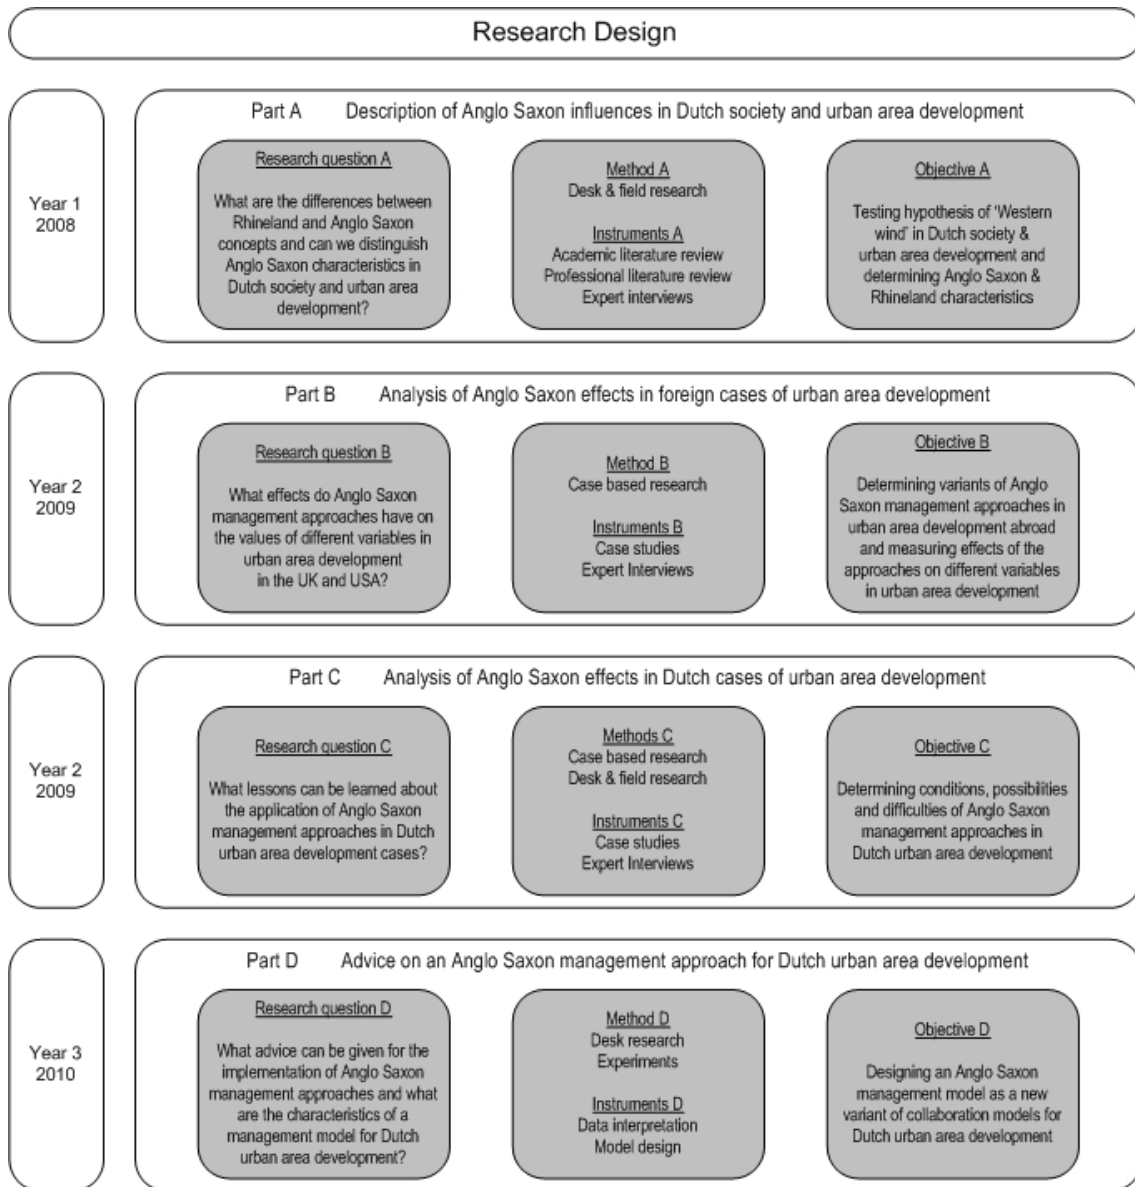 Research Design
Year 1
2008
Part A Description of Anglo Saxon influences in Dutch society and urban area development
Research question A
What are the differences between
Rhineland and Anglo Saxon
concepts and can we distinguish
Anglo Saxon characteristics in
Dutch society and urban area
development?
Method A
Desk & field research
Instruments A
Academic literature review
Professional literature review
Expert interviews
Objective A
Testing hypothesis of 'Western
wind' in Dutch society &
urban area development and
determining Anglo Saxon &
Rhineland characteristics
Year 2
2009
Part B Analysis of Anglo Saxon effects in foreign cases of urban area development
Research question B
What effects do Anglo Saxon
management approaches have on
the values of different variables in
urban area development
in the UK and USA?
Method B
Case based research
Instruments B
Case studies
Expert Interviews
Objective B
Determining variants of Anglo
Saxon management approaches in
urban area development abroad
and measuring effects of the
approaches on different variables
in urban area development
Year 2
2009
Part C Analysis of Anglo Saxon effects in Dutch cases of urban area development
Research question C
What lessons can be learned about
the application of Anglo Saxon
management approaches in Dutch
urban area development cases?
Methods C
Case based research
Desk & field research
Instruments C
Case studies
Expert Interviews
Objective C
Determining conditions, possibilities
and difficulties of Anglo Saxon
management approaches in
Dutch urban area development
Year 3
2010
Part D Advice on an Anglo Saxon management approach for Dutch urban area development
Research question D
What advice can be given for the
implementation of Anglo Saxon
management approaches and what
are the characteristics of a
management model for Dutch
urban area development?
Method D
Desk research
Experiments
Instruments D
Data interpretation
Model design
Objective D
Designing an Anglo Saxon
management model as a new
variant of collaboration models for
Dutch urban area development